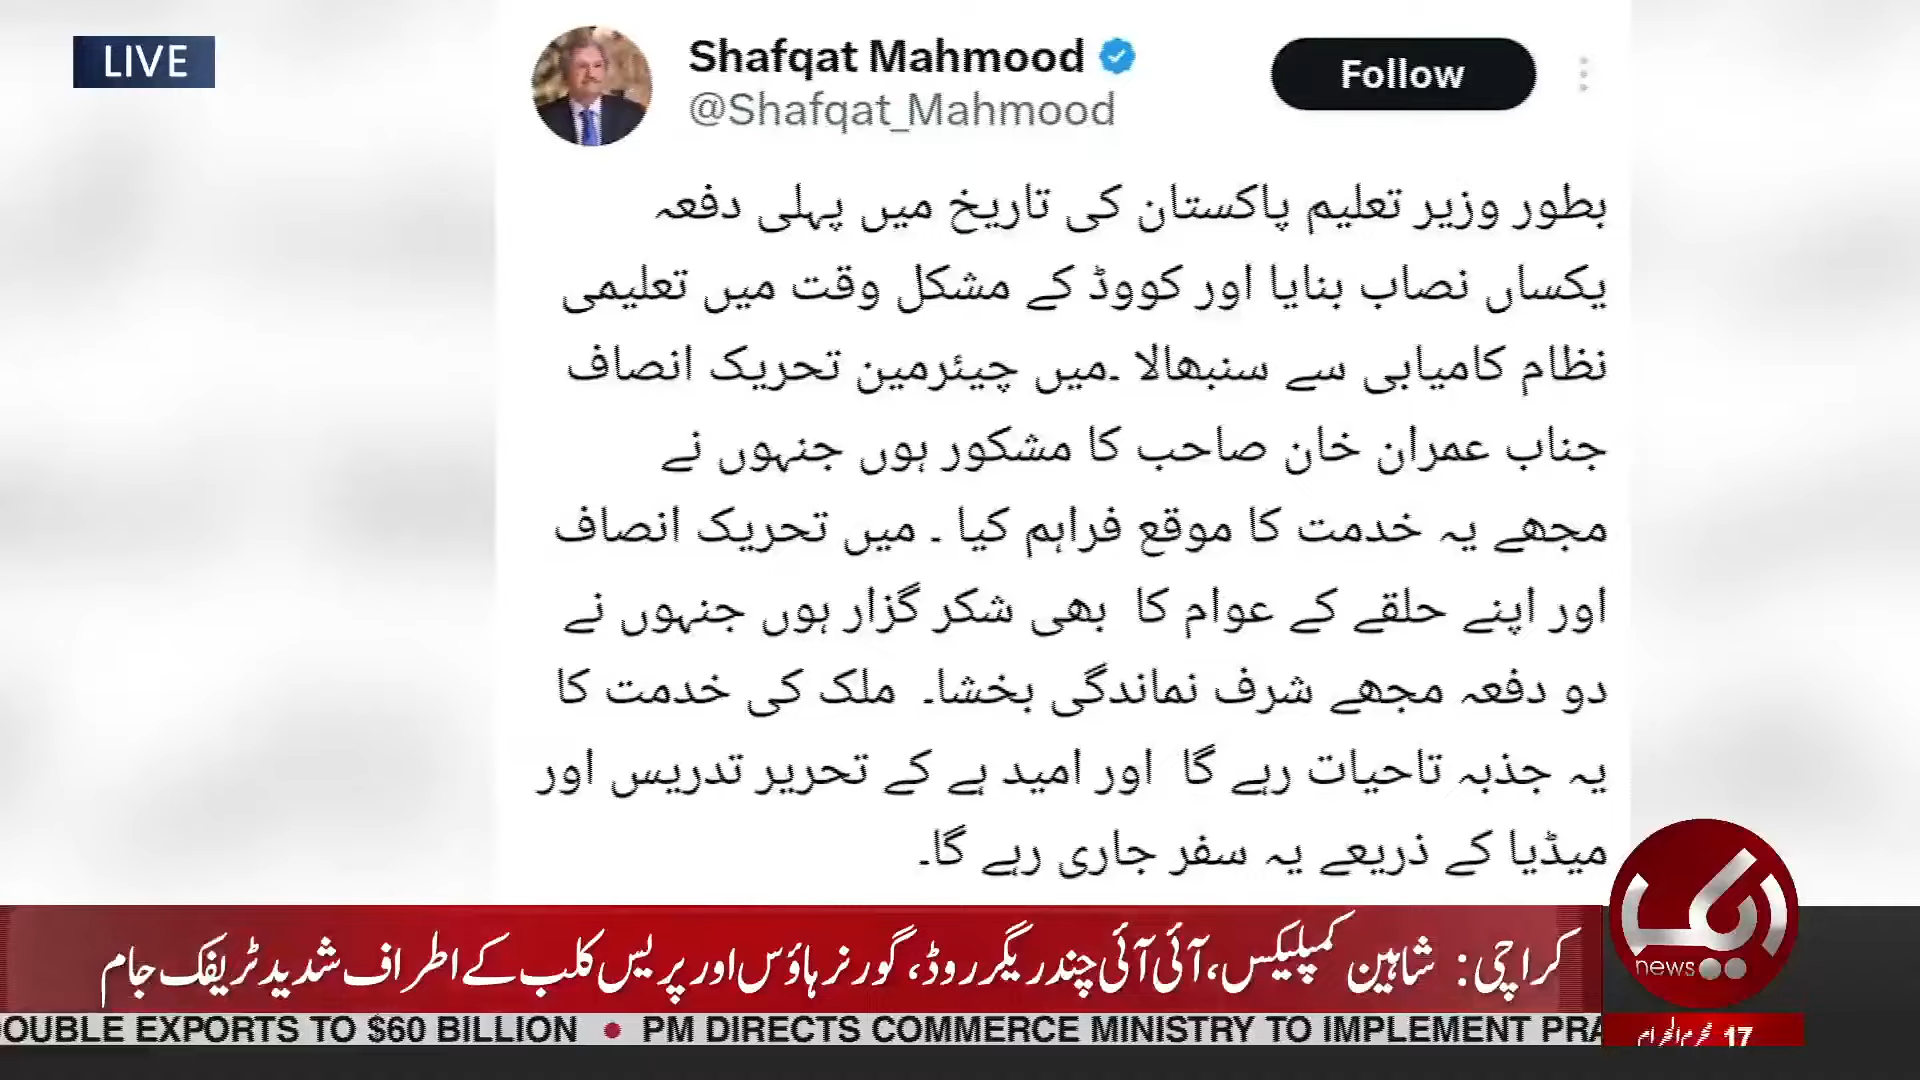 LIVE
Shafqat Mahmood
@Shafqat_Mahmood
Follow
بطور وزیر تعلیم پاکستان کی تاریخ میں پہلی دفعہ
یکساں نصاب بنایا اور کووڈ کے مشکل وقت میں تعلیمی
نظام کامیابی سے سنبھالا ۔میں چیئرمین تحریک انصاف
جناب عمران خان صاحب کا مشکور ہوں جنہوں نے
مجھے یہ خدمت کا موقع فراہم کیا ۔ میں تحریک انصاف
اور اپنے حلقے کے عوام کا بھی شکر گزار ہوں جنہوں نے
دو دفعہ مجھے شرف نماندگی بخشا۔ ملک کی خدمت کا
یہ جذبہ تاحیات رہے گا اور امید ہے کے تحریر تدریس اور
میڈیا کے ذریعے یہ سفر جاری رہے گا۔
کراچی: شاہین کمپلیکس، آئی آئی چندریگر روڈ، گورنر ہاؤس اور پریس کلب کے اطراف شدید ٹریفک جام
ایک
news
OUBLE EXPORTS TO $60 BILLION • PM DIRECTS COMMERCE MINISTRY TO IMPLEMENT PRA
17 محرم الحرام